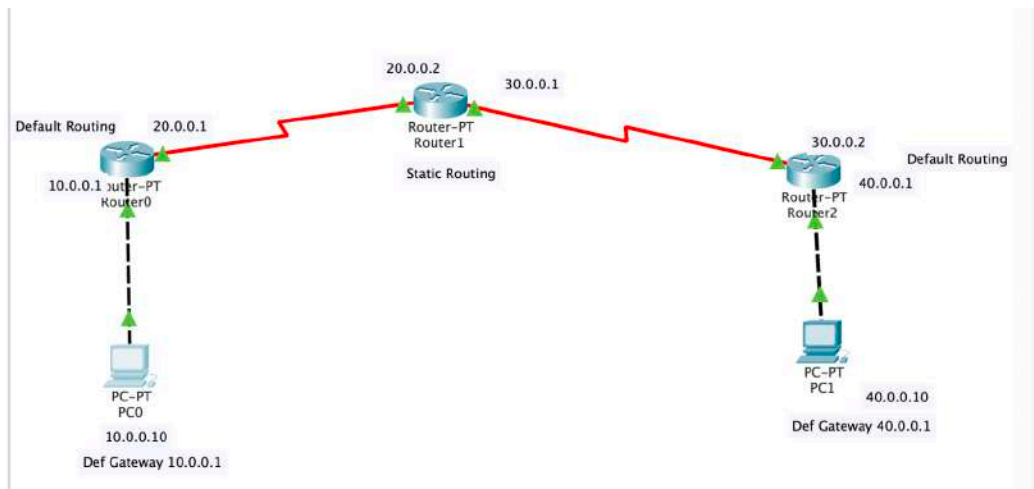 20.0.0.2
30.0.0.1
Router-PT
Router1
Static Routing
Default Routing
20.0.0.1
10.0.0.1
outer-PT
Router0
30.0.0.2
Default Routing
40.0.0.1
Router-PT
Router2
PC-PT
PC0
10.0.0.10
Def Gateway 10.0.0.1
PC-PT
PC1
40.0.0.10
Def Gateway 40.0.0.1